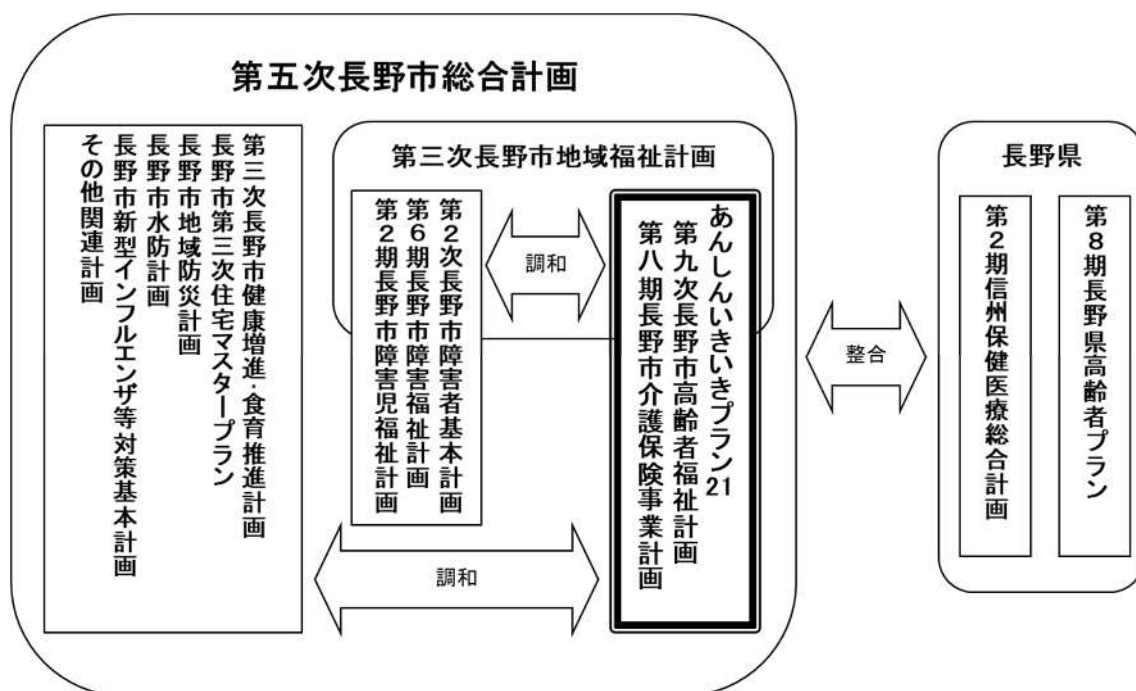 第五次長野市総合計画
第三次長野市健康増進・食育推進計画
長野市第三次住宅マスタープラン
長野市地域防災計画
長野市水防計画
長野市新型インフルエンザ等対策基本計画
その他関連計画
第三次長野市地域福祉計画
第2次長野市障害者基本計画
第6期長野市障害福祉計画
第2期長野市障害児福祉計画
調和
あんしんいきいきプラン21
第九次長野市高齢者福祉計画
第八期長野市介護保険事業計画
調和
整合
長野県
第8期長野県高齢者プラン
第2期信州保健医療総合計画